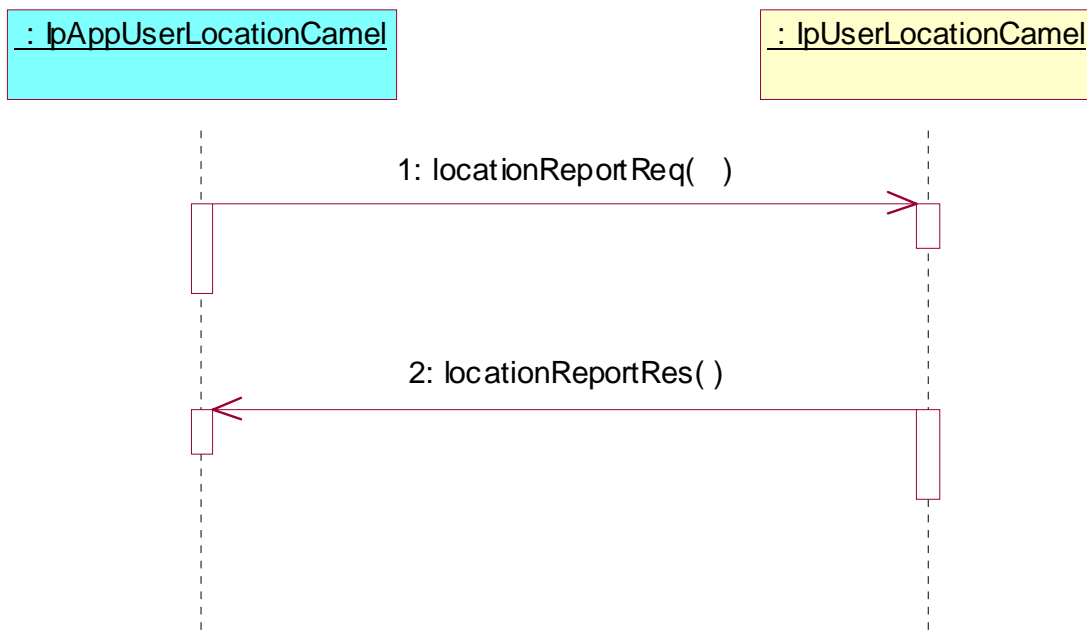 : IpAppUserLocationCamel
: IpUserLocationCamel
1: locationReportReq( )
2: locationReportRes( )